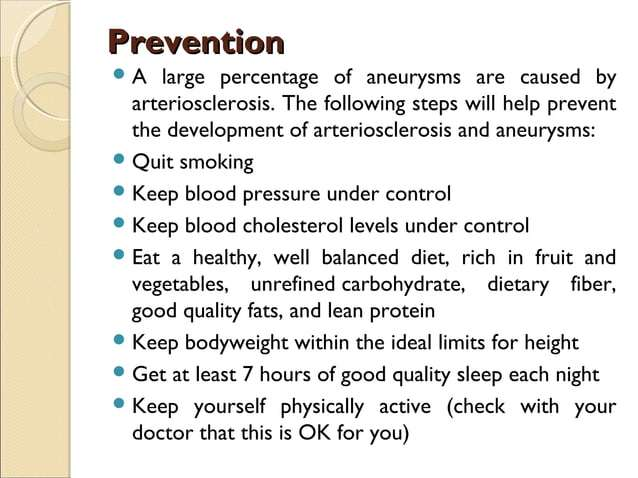 Prevention
A large percentage of aneurysms are caused by
arteriosclerosis. The following steps will help prevent
the development of arteriosclerosis and aneurysms:
Quit smoking
Keep blood pressure under control
Keep blood cholesterol levels under control
Eat a healthy, well balanced diet, rich in fruit and
vegetables, unrefined carbohydrate, dietary fiber,
good quality fats, and lean protein
Keep bodyweight within the ideal limits for height
Get at least 7 hours of good quality sleep each night
Keep yourself physically active (check with your
doctor that this is OK for you)